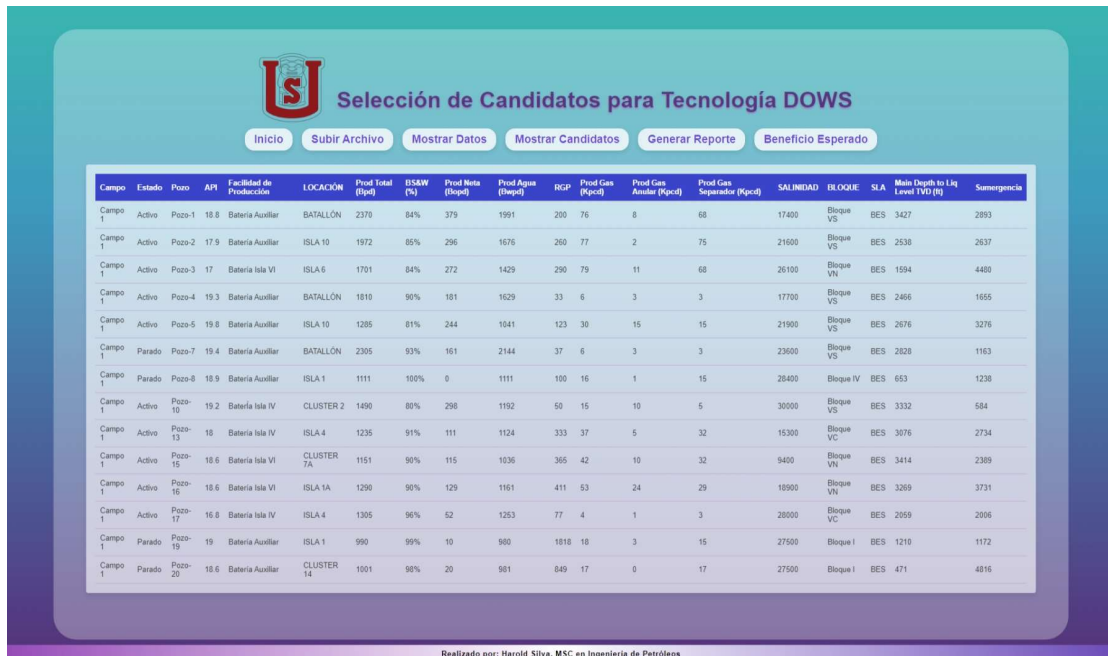 US
Selección de Candidatos para Tecnología DOWS
Inicio Subir Archivo Mostrar Datos Mostrar Candidatos Generar Reporte Beneficio Esperado
Campo Estado Pozo API Facilidad de Producción LOCACIÓN Prod Total (Bpd) BS&W (%) Prod Neta (Bopd) Prod Agua (Bwpd) RGP Prod Gas (Kpcd) Prod Gas Anular (Kpcd) Prod Gas Separador (Kpcd) SALINIDAD BLOQUE SLA Main Depth to Liq Level TVD (ft) Sumergencia
Campo 1 Activo Pozo-1 18.8 Bateria Auxiliar BATALLÓN 2370 84% 379 1991 200 76 8 68 17400 Bloque VS BES 3427 2893
Campo 1 Activo Pozo-2 17.9 Bateria Auxiliar ISLA 10 1972 85% 296 1676 260 77 2 75 21600 Bloque VS BES 2538 2637
Campo 1 Activo Pozo-3 17 Bateria Isla VI ISLA 6 1701 84% 272 1429 290 79 11 68 26100 Bloque VN BES 1594 4480
Campo 1 Activo Pozo-4 19.3 Bateria Auxiliar BATALLÓN 1810 90% 181 1629 33 6 3 3 17700 Bloque VS BES 2466 1655
Campo 1 Activo Pozo-5 19.8 Bateria Auxiliar ISLA 10 1285 81% 244 1041 123 30 15 15 21900 Bloque VS BES 2676 3276
Campo 1 Parado Pozo-7 19.4 Bateria Auxiliar BATALLÓN 2305 93% 161 2144 37 6 3 3 23600 Bloque VS BES 2828 1163
Campo 1 Parado Pozo-8 18.9 Bateria Auxiliar ISLA 1 1111 100% 0 1111 100 16 1 15 28400 Bloque IV BES 653 1238
Campo 1 Activo Pozo-10 19.2 Batería Isla IV CLUSTER 2 1490 80% 298 1192 50 15 10 5 30000 Bloque VS BES 3332 584
Campo 1 Activo Pozo-13 18 Bateria Isla IV ISLA 4 1235 91% 111 1124 333 37 5 32 15300 Bloque VC BES 3076 2734
Campo 1 Activo Pozo-15 18.6 Bateria Isla VI CLUSTER 7A 1151 90% 115 1036 365 42 10 32 9400 Bloque VN BES 3414 2389
Campo 1 Activo Pozo-16 18.6 Bateria Isla VI ISLA 1A 1290 90% 129 1161 411 53 24 29 18900 Bloque VN BES 3269 3731
Campo 1 Activo Pozo-17 16.8 Bateria Isla IV ISLA 4 1305 96% 52 1253 77 4 1 3 28000 Bloque VC BES 2059 2006
Campo 1 Parado Pozo-19 19 Bateria Auxiliar ISLA 1 990 99% 10 980 1818 18 3 15 27500 Bloque I BES 1210 1172
Campo 1 Parado Pozo-20 18.6 Bateria Auxiliar CLUSTER 14 1001 98% 20 981 849 17 0 17 27500 Bloque I BES 471 4816
Realizado por: Harold Silva, MSC en Ingeniería de Petróleos